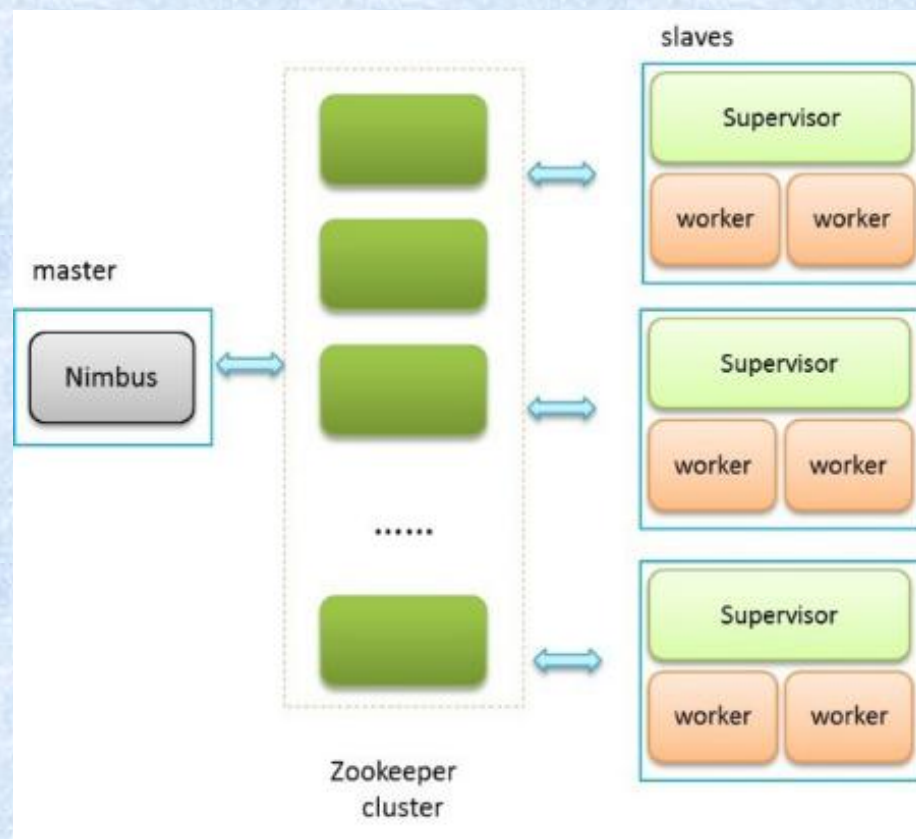 slaves
Supervisor
worker worker
master
Nimbus
Supervisor
worker worker
......
Supervisor
worker worker
Zookeeper
cluster